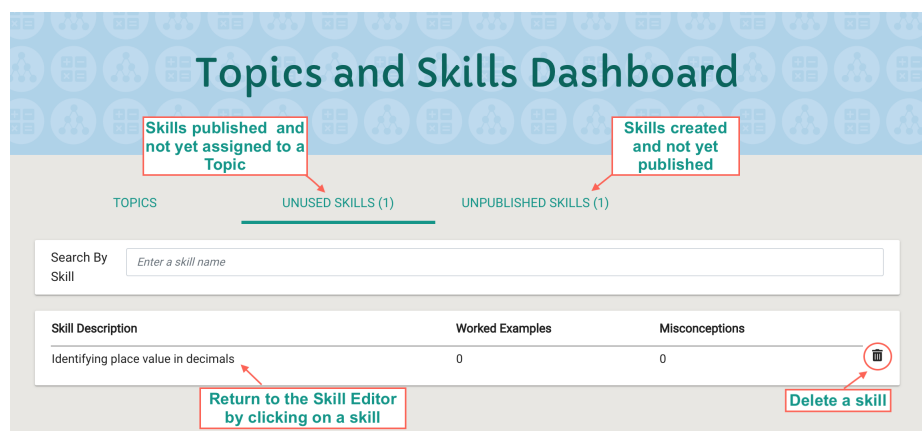 Topics and Skills Dashboard
Skills published and
not yet assigned to a
Topic
Skills created
and not yet
published
TOPICS
UNUSED SKILLS (1)
UNPUBLISHED SKILLS (1)
Search By
Skill
Enter a skill name
Skill Description
Worked Examples
Misconceptions
Identifying place value in decimals
0
0
Return to the Skill Editor
by clicking on a skill
Delete a skill